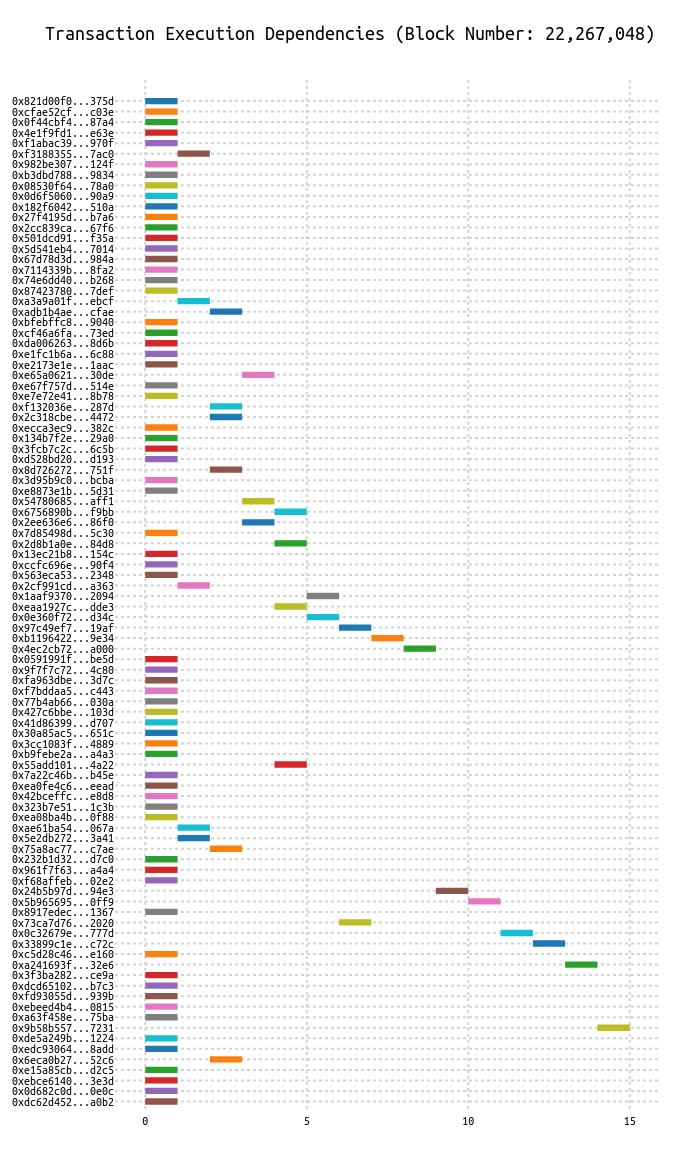 Transaction Execution Dependencies (Block Number: 22,267,048)
0x821d00f0...375d
0xcfae52cf...c03e
0x0f44cbf4...87a4
0x4e1f9fd1...e63e
0xf1abac39...970f
0xf3188355...7ac0
0x982be307...124f
0xb3dbd788...9834
0x08530f64...78a0
0x0d6f5060...90a9
0x182f6042...510a
0x27f4195d...b7a6
0x2cc839ca...67f6
0x501dcd91...f35a
0x5d541eb4...7014
0x67d78d3d...984a
0x7114339b...8fa2
0x74e6dd40...b268
0x87423780...7def
0xa3a9a01f...ebcf
0xadb1b4ae...cfae
0xbfebffc8...9040
0xcf46a6fa...73ed
0xda006263...8d6b
0xe1fc1b6a...6c88
0xe2173e1e...1aac
0xe65a0621...30de
0xe67f757d...514e
0xe7e72e41...8b78
0xf132036e...287d
0x2c318cbe...4472
0xecca3ec9...382c
0x134b7f2e...29a0
0x3fcb7c2c...6c5b
0xd528bd20...d193
0x8d726272...751f
0x3d95b9c0...bcba
0xe8873e1b...5d31
0x54780685...aff1
0x6756890b...f9bb
0x2ee636e6...86f0
0x7d85498d...5c30
0x2d8b1a0e...84d8
0x13ec21b8...154c
0xccfc696e...90f4
0x563eca53...2348
0x2cf991cd...a363
0x1aaf9370...2094
0xeaa1927c...dde3
0x0e360f72...d34c
0x97c49ef7...19af
0xb1196422...9e34
0x4ec2cb72...a000
0x0591991f...be5d
0x9f7f7c72...4c80
0xfa963dbe...3d7c
0xf7bddaa5...c443
0x77b4ab66...030a
0x427c6bbe...103d
0x41d86399...d707
0x30a85ac5...651c
0x3cc1083f...4889
0xb9febe2a...a4a3
0x55add101...4a22
0x7a22c46b...b45e
0xea0fe4c6...eead
0x42bceffc...e8d8
0x323b7e51...1c3b
0xea08ba4b...0f88
0xae61ba54...067a
0x5e2db272...3a41
0x75a8ac77...c7ae
0x232b1d32...d7c0
0x961f7f63...a4a4
0xf68affeb...02e2
0x24b5b97d...94e3
0x5b965695...0ff9
0x8917edec...1367
0x73ca7d76...2020
0x0c32679e...777d
0x33899c1e...c72c
0xc5d28c46...e160
0xa241693f...32e6
0x3f3ba282...ce9a
0xdcd65102...b7c3
0xfd93055d...939b
0xebeed4b4...0815
0xa63f458e...75ba
0x9b58b557...7231
0xde5a249b...1224
0xedc93064...8add
0x6eca0b27...52c6
0xe15a85cb...d2c5
0xebce6140...3e3d
0x0d682c0d...0e0c
0xdc62d452...a0b2
0 5 10 15